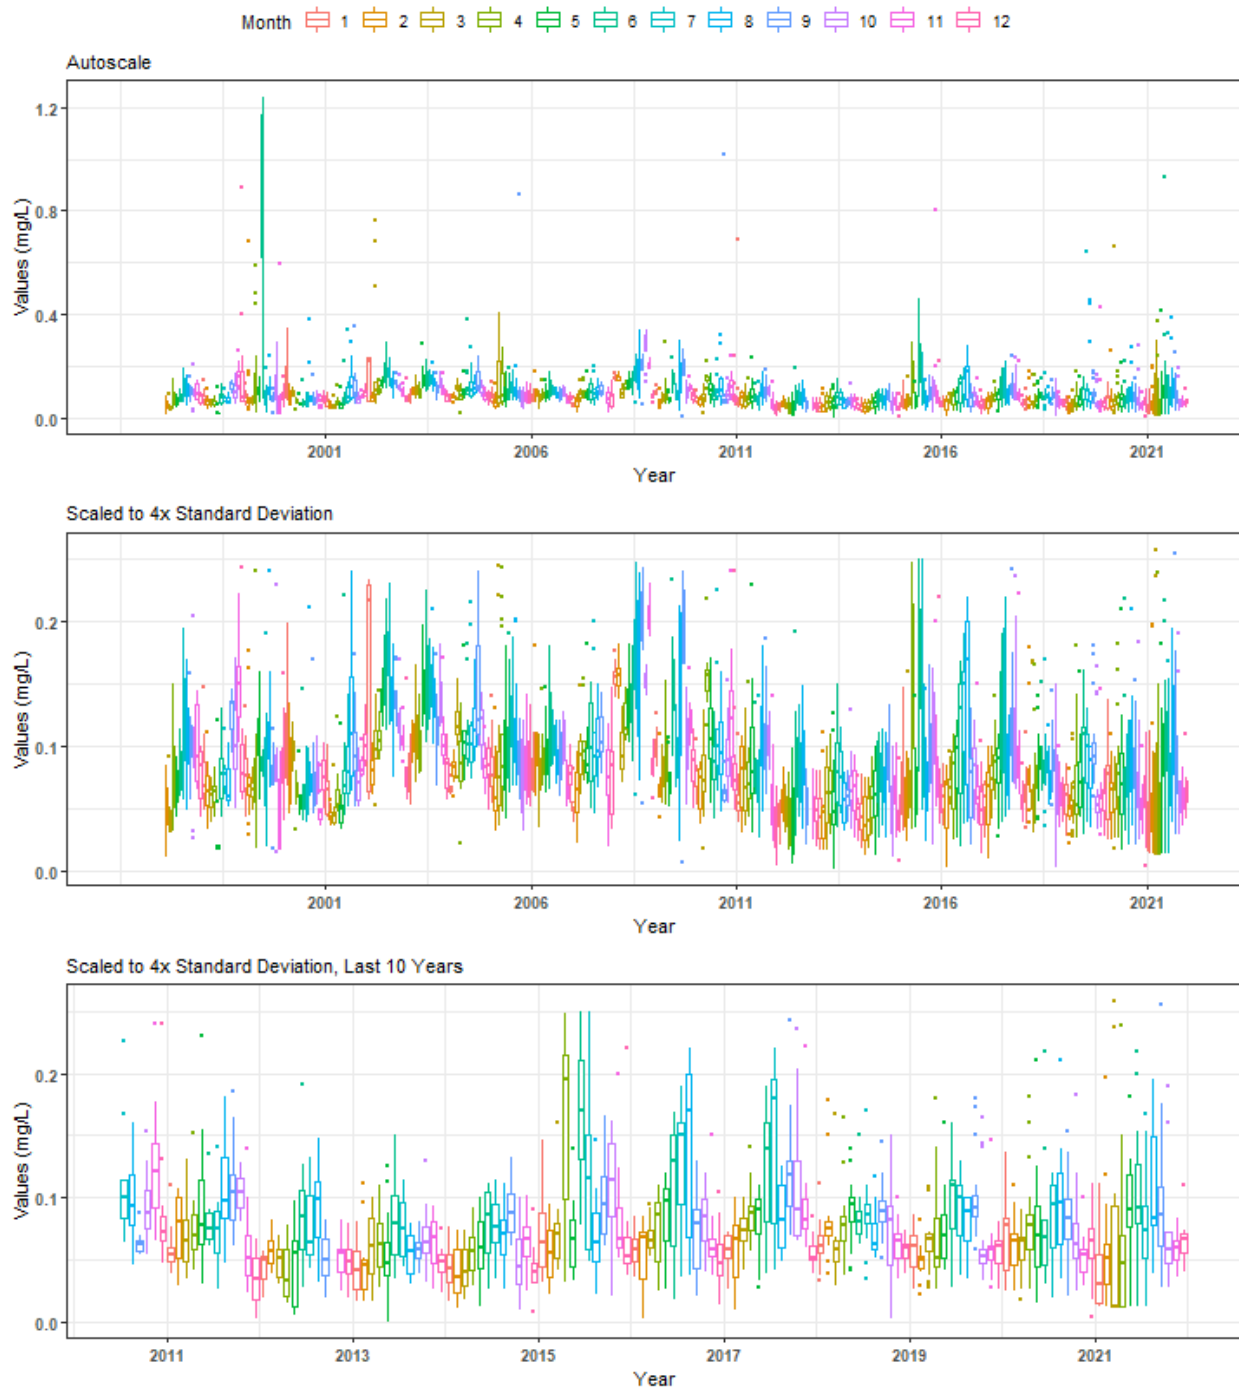 Month 1 2 3 4 5 6 7 8 9 10 11 12
Autoscale
1.2
0.8
0.4
0.0
Values (mg/L)
2001 2006 2011 2016 2021
Year
Scaled to 4x Standard Deviation
0.2
0.1
0.0
Values (mg/L)
2001 2006 2011 2016 2021
Year
Scaled to 4x Standard Deviation, Last 10 Years
0.2
0.1
0.0
Values (mg/L)
2011 2013 2015 2017 2019 2021
Year